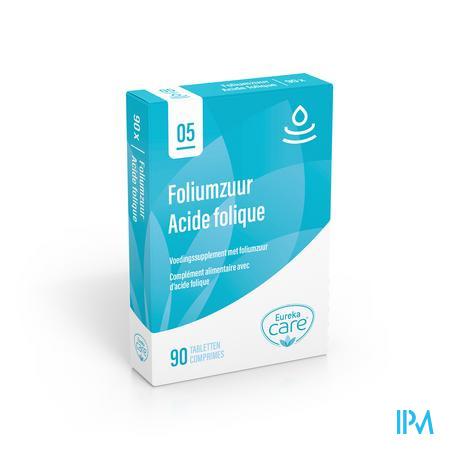 Foliumzuur
Acide folique
90 x
90 x
Foliumzuur
Acide folique
05
Foliumzuur
Acide folique
Voedingssupplement met foliumzuur
Complément alimentaire avec
d'acide folique
Eureka
care
90 TABLETTEN
COMPRIMÉS
IPM